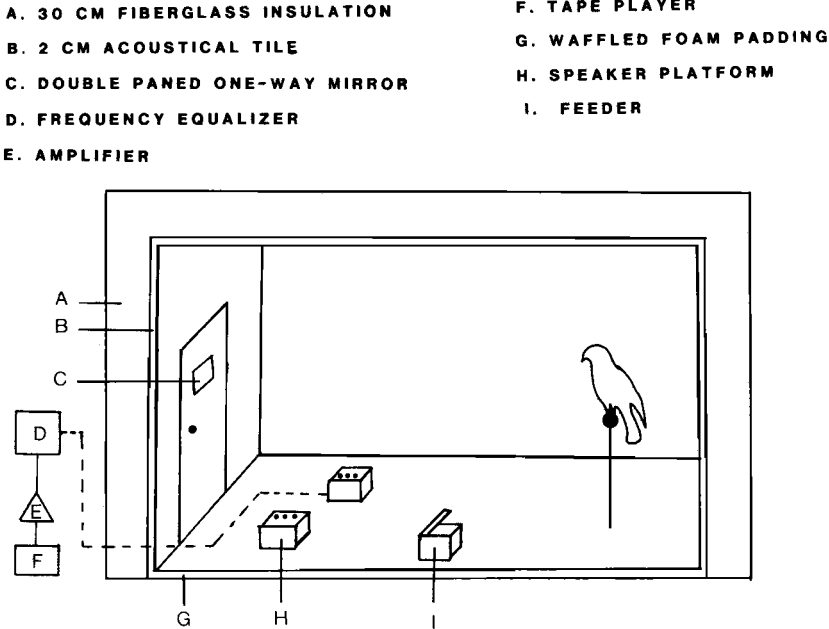 A. 30 CM FIBERGLASS INSULATION
B. 2 CM ACOUSTICAL TILE
C. DOUBLE PANED ONE-WAY MIRROR
D. FREQUENCY EQUALIZER
E. AMPLIFIER
F. TAPE PLAYER
G. WAFFLED FOAM PADDING
H. SPEAKER PLATFORM
I. FEEDER
A
B
C
D
E
F
G
H
I